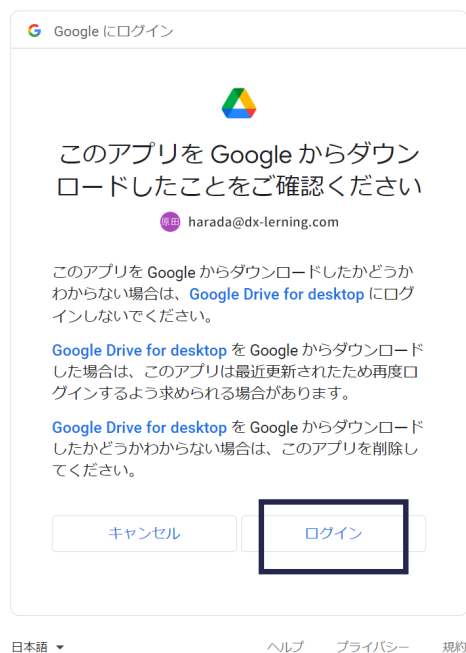 Google にログイン
このアプリを Google からダウン
ロードしたことをご確認ください
原田 harada@dx-lerning.com
このアプリを Google からダウンロードしたかどうか
わからない場合は、Google Drive for desktop にログ
インしないでください。
Google Drive for desktop を Google からダウンロード
した場合は、このアプリは最近更新されたため再度ロ
グインするよう求められる場合があります。
Google Drive for desktop を Google からダウンロード
したかどうかわからない場合は、このアプリを削除し
てください。
キャンセル ログイン
日本語 ヘルプ プライバシー 規約